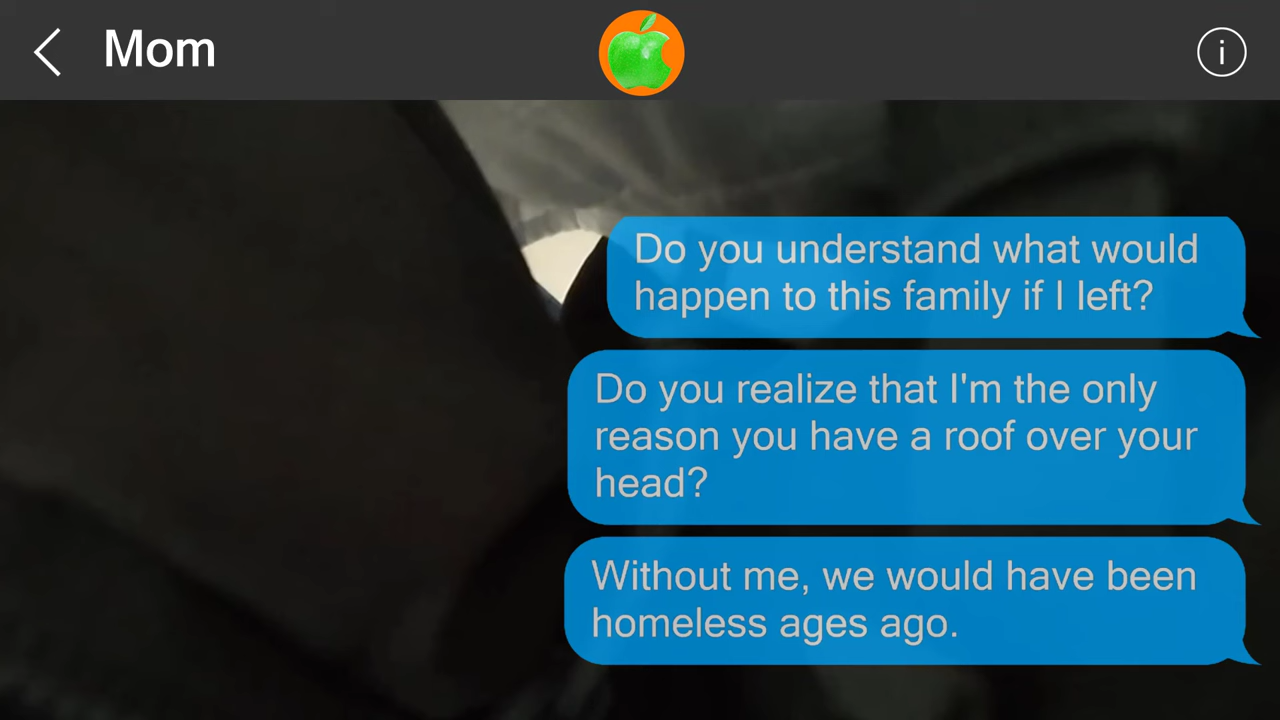 Mom
i
Do you understand what would
happen to this family if I left?
Do you realize that I'm the only
reason you have a roof over your
head?
Without me, we would have been
homeless ages ago.